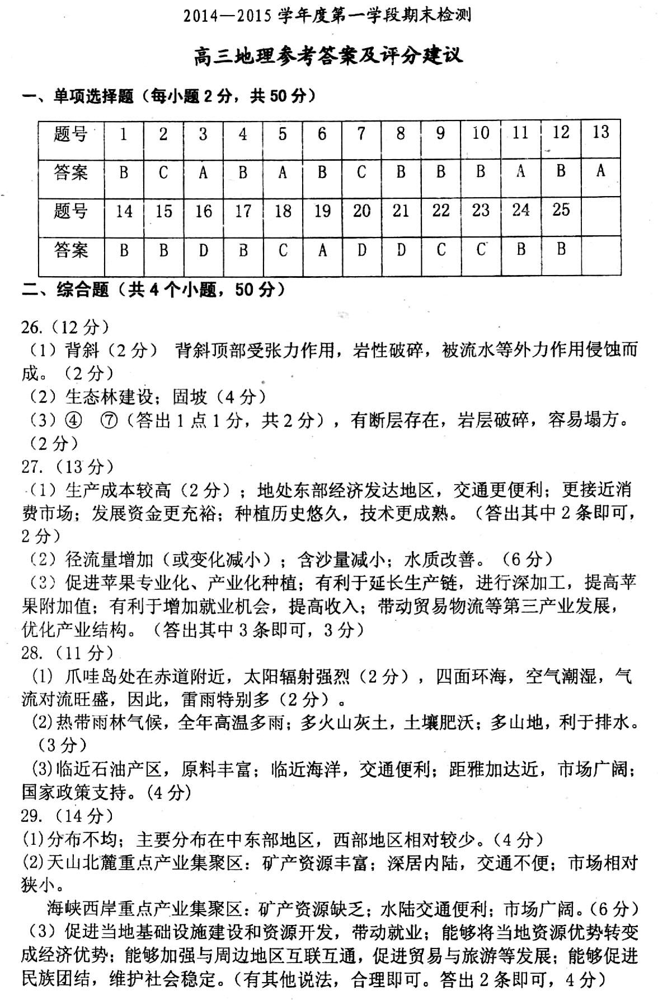 2014—2015学年度第一学段期末检测
高三地理参考答案及评分建议
一、单项选择题（每小题2分，共50分）
题号 1 2 3 4 5 6 7 8 9 10 11 12 13
答案 B C A B A B C B B B A B A
题号 14 15 16 17 18 19 20 21 22 23 24 25
答案 B B D B C A D D C C B B
二、综合题（共4个小题，50分）
26.（12分）
（1）背斜（2分） 背斜顶部受张力作用，岩性破碎，被流水等外力作用侵蚀而
成。（2分）
（2）生态林建设；固坡（4分）
（3）④ ⑦（答出1点1分，共2分），有断层存在，岩层破碎，容易塌方。
（2分）
27.（13分）
（1）生产成本较高（2分）；地处东部经济发达地区，交通更便利；更接近消
费市场；发展资金更充裕；种植历史悠久，技术更成熟。（答出其中2条即可，
2分）
（2）径流量增加（或变化减小）；含沙量减小；水质改善。（6分）
（3）促进苹果专业化、产业化种植；有利于延长生产链，进行深加工，提高苹
果附加值；有利于增加就业机会，提高收入；带动贸易物流等第三产业发展，
优化产业结构。（答出其中3条即可，3分）
28.（11分）
(1) 爪哇岛处在赤道附近，太阳辐射强烈（2分），四面环海，空气潮湿，气
流对流旺盛，因此，雷雨特别多（2分）。
(2)热带雨林气候，全年高温多雨；多火山灰土，土壤肥沃；多山地，利于排水。
（3分）
(3)临近石油产区，原料丰富；临近海洋，交通便利；距雅加达近，市场广阔；
国家政策支持。(4分)
29.（14分）
(1)分布不均；主要分布在中东部地区，西部地区相对较少。（4分）
(2)天山北麓重点产业集聚区：矿产资源丰富；深居内陆，交通不便；市场相对
狭小。
海峡西岸重点产业集聚区：矿产资源缺乏；水陆交通便利；市场广阔。（6分）
（3）促进当地基础设施建设和资源开发，带动就业；能够将当地资源优势转变
成经济优势；能够加强与周边地区互联互通，促进贸易与旅游等发展；能够促进
民族团结，维护社会稳定。（有其他说法，合理即可。答出2条即可，4分）